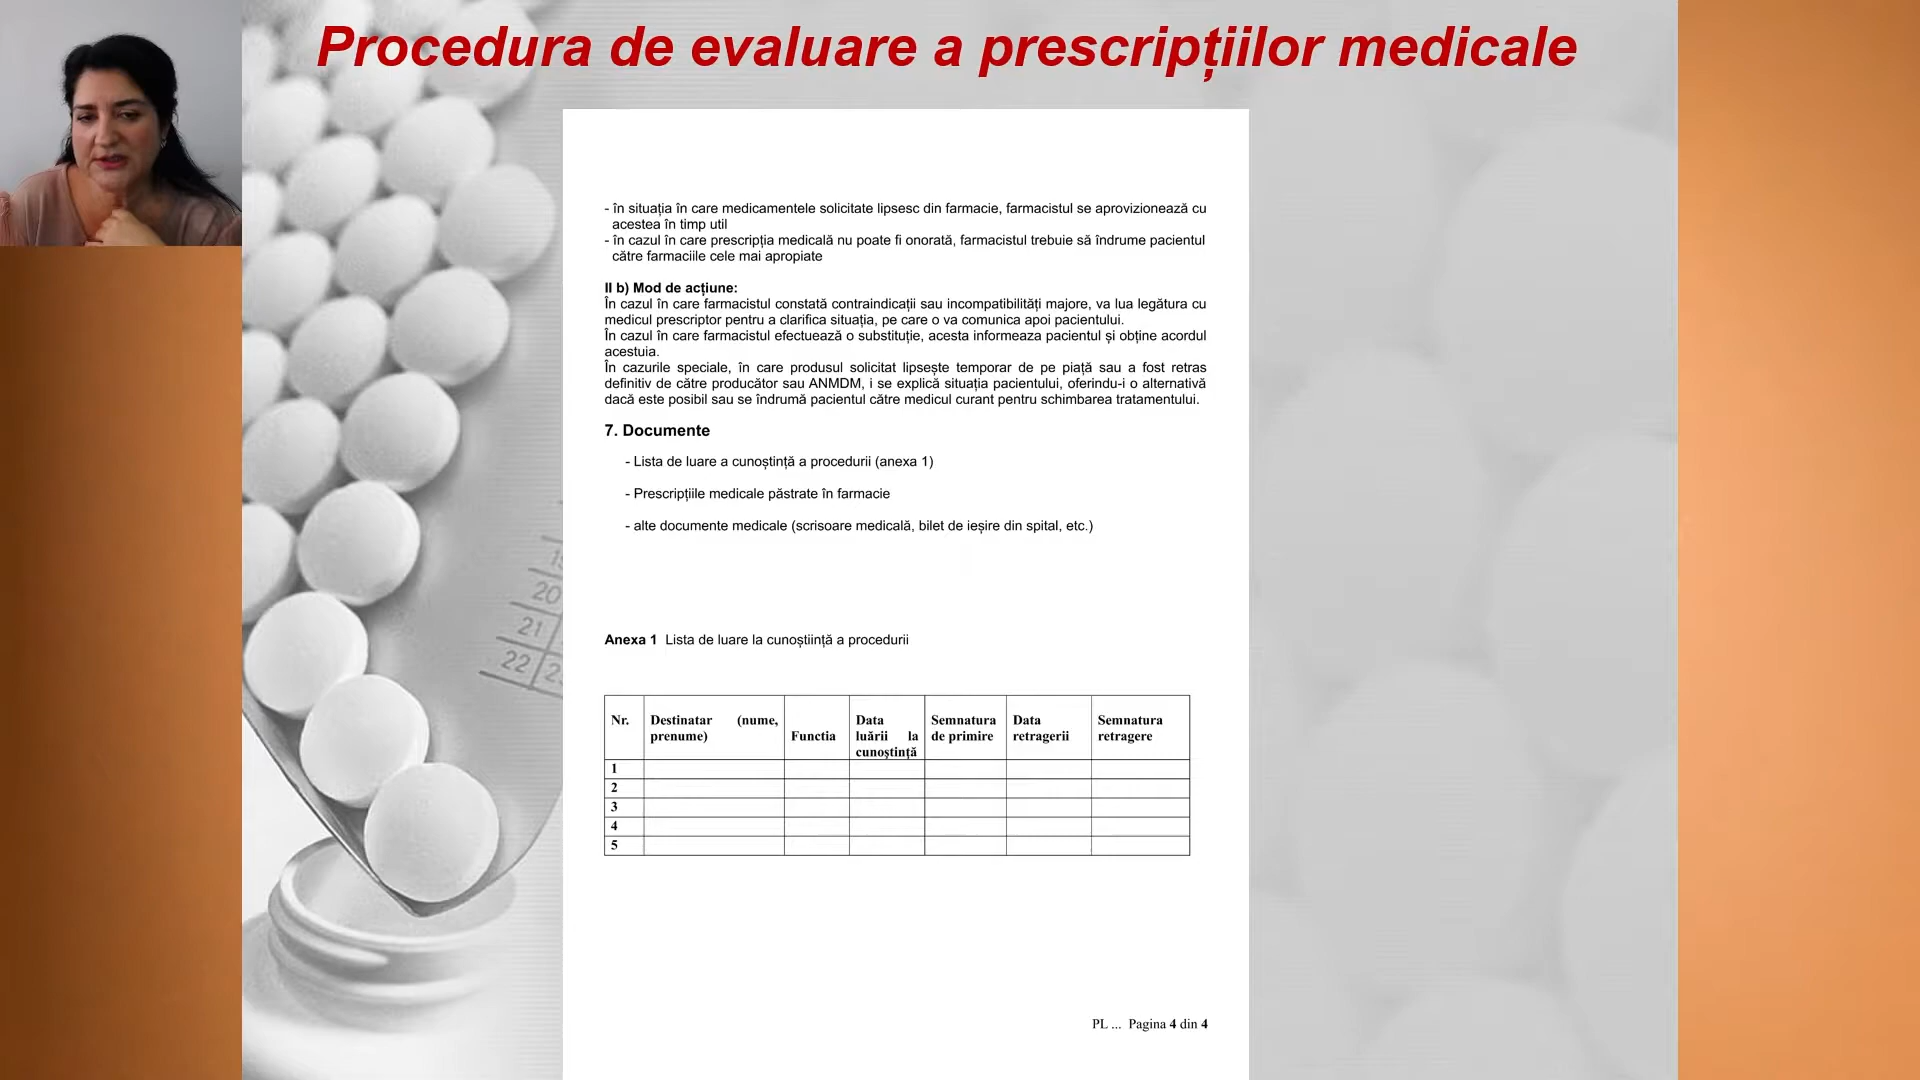 Procedura de evaluare a prescripțiilor medicale
- în situația în care medicamentele solicitate lipsesc din farmacie, farmacistul se aprovizionează cu
acestea în timp util
- în cazul în care prescripția medicală nu poate fi onorată, farmacistul trebuie să îndrume pacientul
către farmaciile cele mai apropiate
II b) Mod de acțiune:
În cazul în care farmacistul constată contraindicații sau incompatibilități majore, va lua legătura cu
medicul prescriptor pentru a clarifica situația, pe care o va comunica apoi pacientului.
În cazul în care farmacistul efectuează o substituție, acesta informeaza pacientul și obține acordul
acestuia.
În cazurile speciale, în care produsul solicitat lipsește temporar de pe piață sau a fost retras
definitiv de către producător sau ANMDM, i se explică situația pacientului, oferindu-i o alternativă
dacă este posibil sau se îndrumă pacientul către medicul curant pentru schimbarea tratamentului.
7. Documente
- Lista de luare a cunoștință a procedurii (anexa 1)
- Prescripțiile medicale păstrate în farmacie
- alte documente medicale (scrisoare medicală, bilet de ieșire din spital, etc.)
20
21
22
Anexa 1 Lista de luare la cunoștiință a procedurii
Nr. Destinatar (nume, prenume) Functia Data luării la cunoștință Semnatura de primire Data retragerii Semnatura retragere
1
2
3
4
5
PL ... Pagina 4 din 4